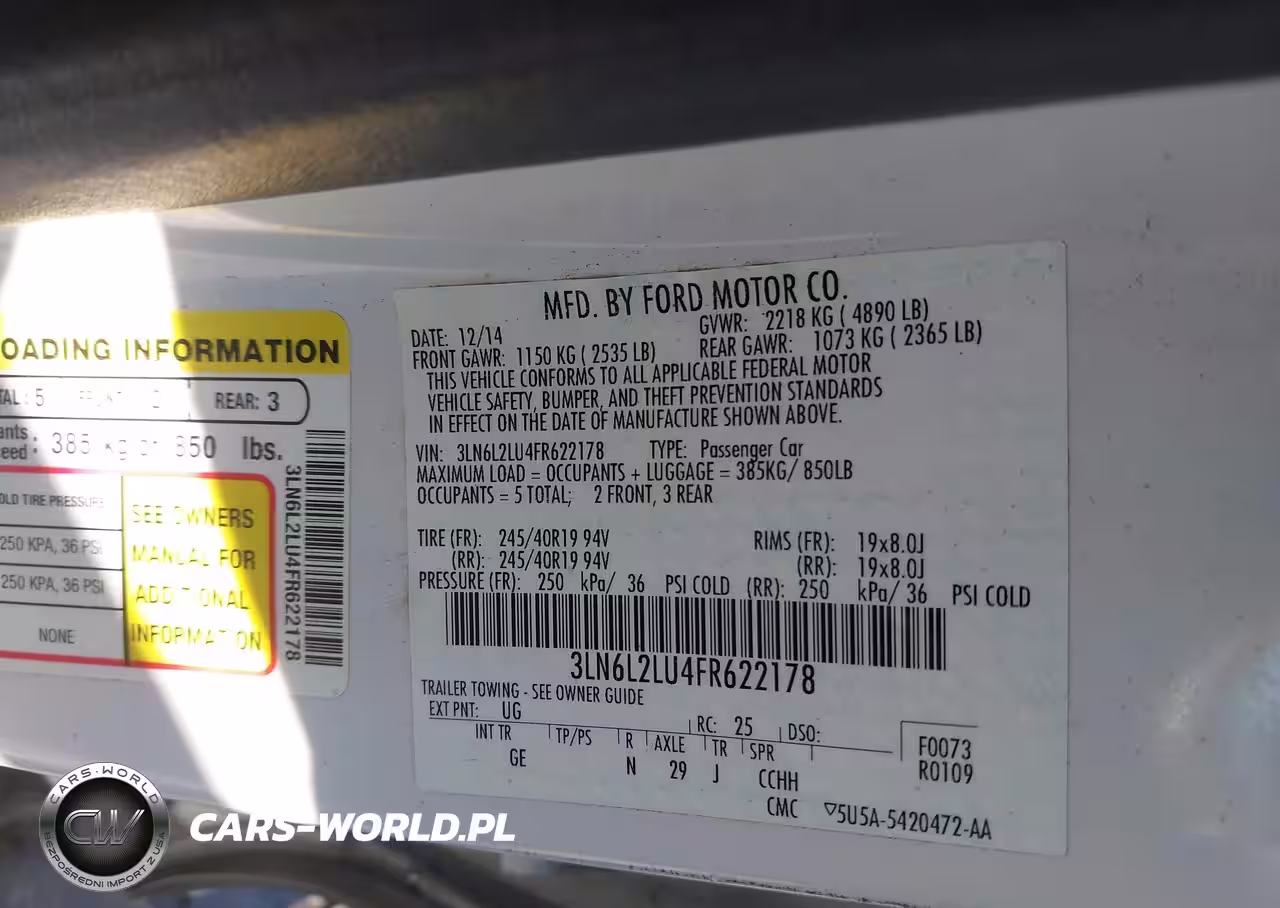 MFD. BY FORD MOTOR CO.
DATE: 12/14
GVWR: 2218 KG ( 4890 LB)
FRONT GAWR: 1150 KG ( 2535 LB)
REAR GAWR: 1073 KG ( 2365 LB)
THIS VEHICLE CONFORMS TO ALL APPLICABLE FEDERAL MOTOR
VEHICLE SAFETY, BUMPER, AND THEFT PREVENTION STANDARDS
IN EFFECT ON THE DATE OF MANUFACTURE SHOWN ABOVE.
VIN: 3LN6L2LU4FR622178 TYPE: Passenger Car
MAXIMUM LOAD = OCCUPANTS + LUGGAGE = 385KG/ 850LB
OCCUPANTS = 5 TOTAL; 2 FRONT, 3 REAR
TIRE (FR): 245/40R19 94V RIMS (FR): 19x8.0J
(RR): 245/40R19 94V (RR): 19x8.0J
PRESSURE (FR): 250 kPa/ 36 PSI COLD (RR): 250 kPa/ 36 PSI COLD
3LN6L2LU4FR622178
TRAILER TOWING - SEE OWNER GUIDE
EXT PNT: UG RC: 25 DSO:
INT TR TP/PS R AXLE TR SPR
GE N 29 J CCHH
F0073
R0109
CMC ▽5U5A-5420472-AA
OADING INFORMATION
TAL: 5 FRONT 2 REAR: 3
ants
eed: 385 kg or 850 lbs.
OLD TIRE PRESSURE
250 KPA, 36 PSI
250 KPA, 36 PSI
NONE
SEE OWNERS
MANUAL FOR
ADDITIONAL
INFORMATION
3LN6L2LU4FR622178
CARS-WORLD
CW
BEZPOŚREDNI IMPORT Z USA
CARS-WORLD.PL